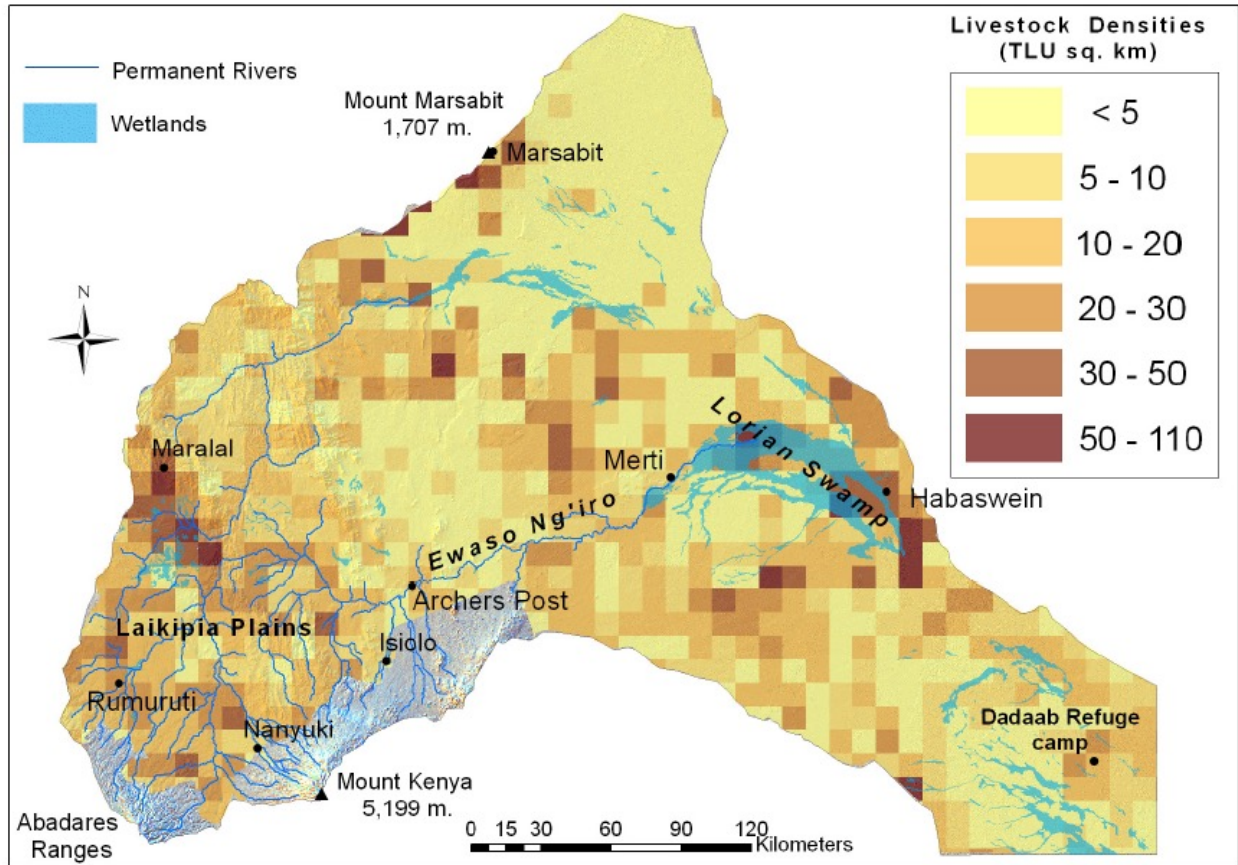 Permanent Rivers
Wetlands
Mount Marsabit
1,707 m.
Marsabit
Livestock Densities
(TLU sq. km)
< 5
5 - 10
10 - 20
20 - 30
30 - 50
50 - 110
N
Maralal
Merti
Lorian Swamp
Habaswein
Ewaso Ng'iro
Archers Post
Laikipia Plains
Isiolo
Rumuruti
Nanyuki
Dadaab Refuge
camp
Mount Kenya
5,199 m.
Abadares
Ranges
0 15 30 60 90 120
Kilometers